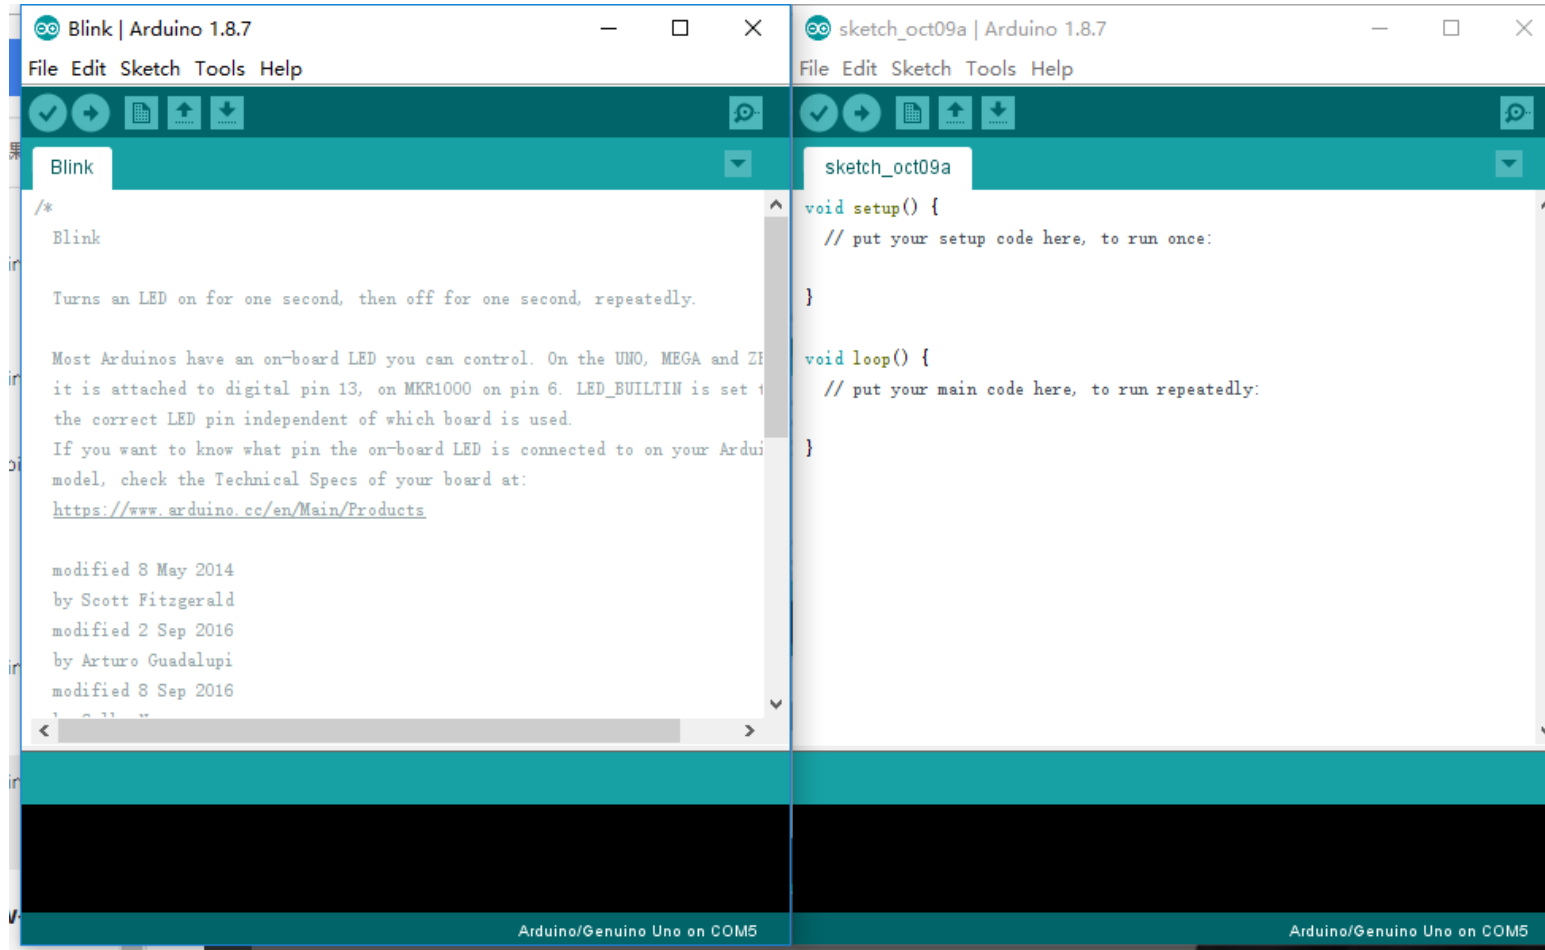 Blink | Arduino 1.8.7
File Edit Sketch Tools Help
Blink
/*
Blink
Turns an LED on for one second, then off for one second, repeatedly.
Most Arduinos have an on-board LED you can control. On the UNO, MEGA and
it is attached to digital pin 13, on MKR1000 on pin 6. LED_BUILTIN is set
the correct LED pin independent of which board is used.
If you want to know what pin the on-board LED is connected to on your Ardui
model, check the Technical Specs of your board at:
https://www.arduino.cc/en/Main/Products
modified 8 May 2014
by Scott Fitzgerald
modified 2 Sep 2016
by Arturo Guadalupi
modified 8 Sep 2016
Arduino/Genuino Uno on COM5
sketch_oct09a | Arduino 1.8.7
File Edit Sketch Tools Help
sketch_oct09a
void setup() {
// put your setup code here, to run once:
}
void loop() {
// put your main code here, to run repeatedly:
}
Arduino/Genuino Uno on COM5